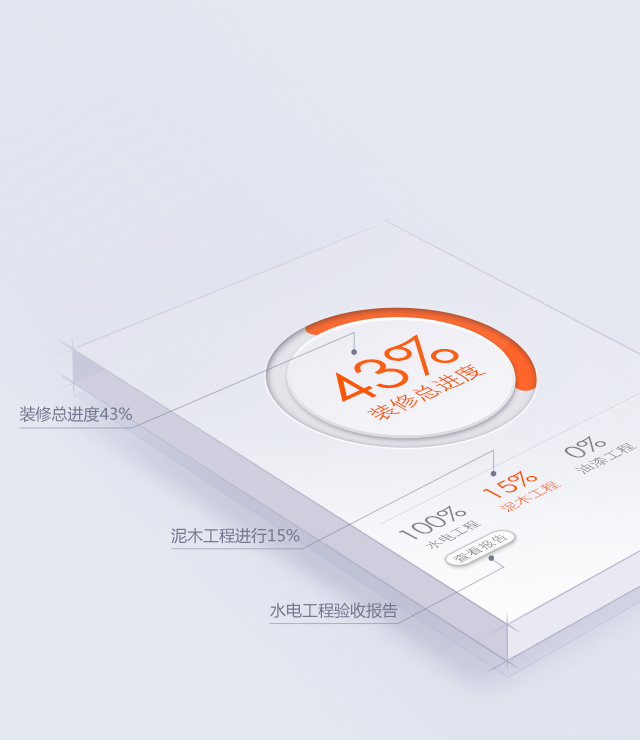 43%
装修总进度
装修总进度43%
0%
油漆工程
15%
泥木工程
100%
水电工程
查看报告
泥木工程进行15%
水电工程验收报告